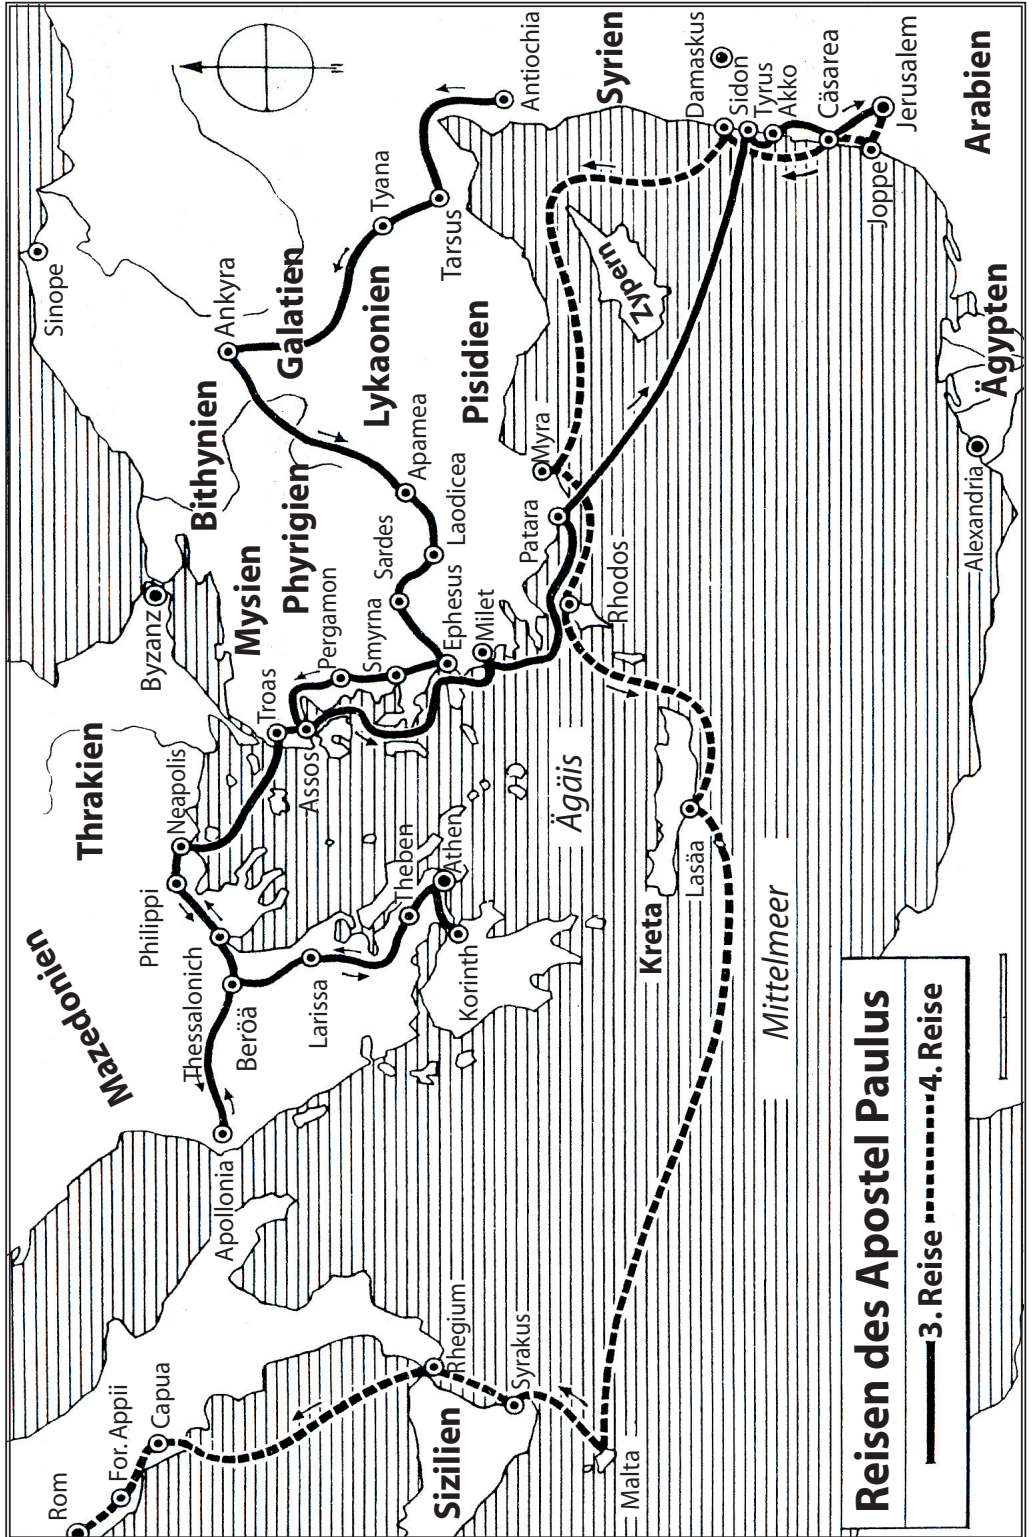 Rom
For. Appii
Capua
Rhegium
Syrakus
Sizilien
Malta
Apollonia
Mazedonien
Thessalonich
Beröa
Larissa
Philippi
Neapolis
Thrakien
Theben
Athen
Korinth
Kreta
Lasäa
Ägäis
Mittelmeer
Byzanz
Troas
Assos
Mysien
Pergamon
Smyrna
Sardes
Ephesus
Milet
Laodicea
Apamea
Phyrigien
Bithynien
Ankyra
Galatien
Lykaonien
Pisidien
Sinope
Tyana
Tarsus
Antiochia
Patara
Myra
Rhodos
Zypern
Syrien
Damaskus
Sidon
Tyrus
Akko
Cäsarea
Jerusalem
Joppe
Arabien
Ägypten
Alexandria
Reisen des Apostel Paulus
3. Reise 4. Reise